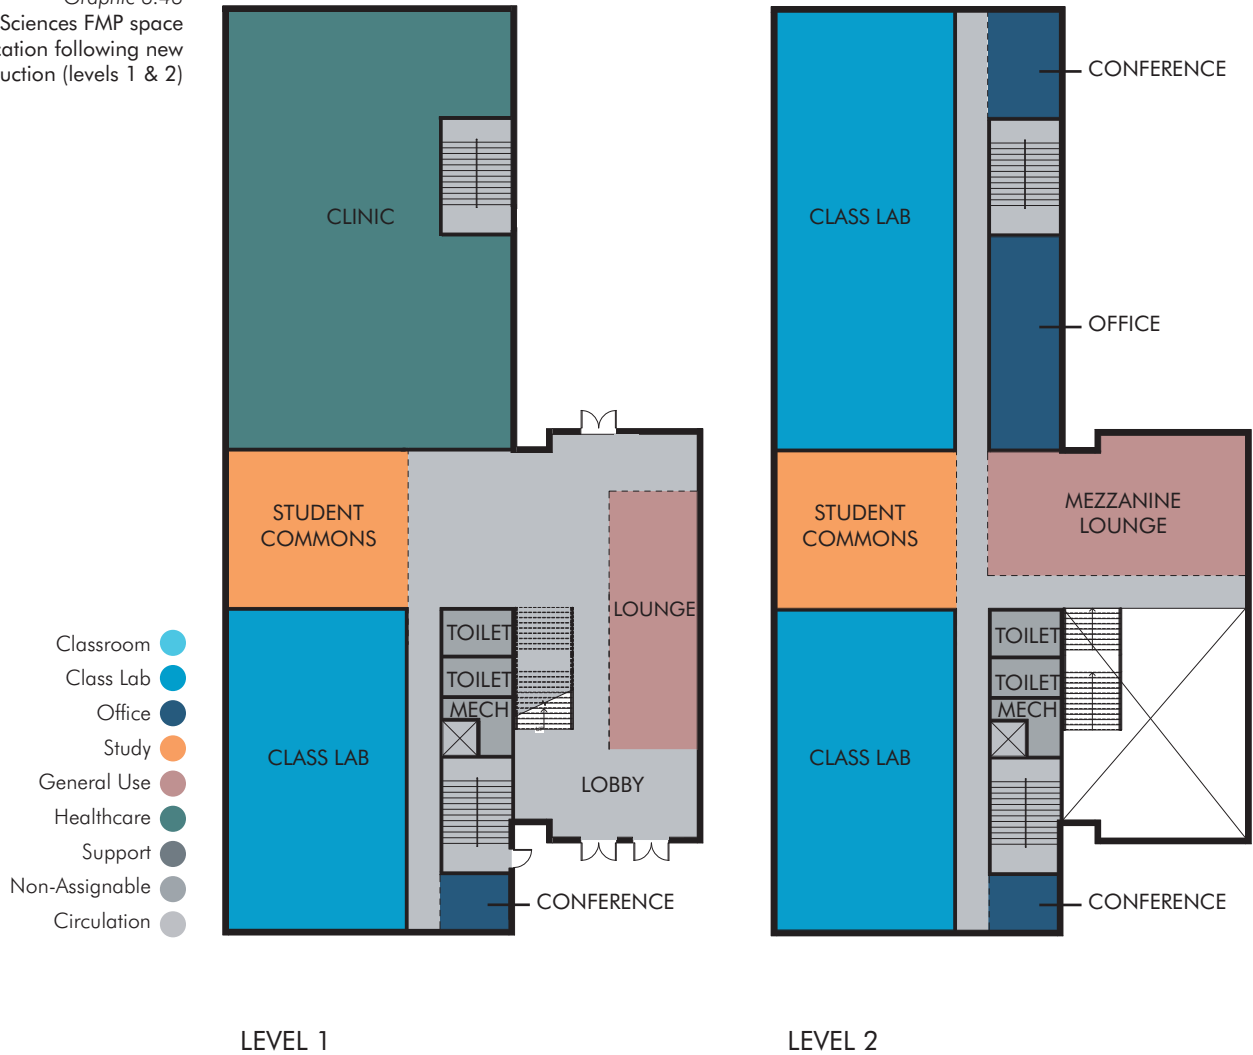 Sciences FMP space
following new
(levels 1 & 2)
CLINIC
STUDENT
COMMONS
LOUNGE
TOILET
TOILET
MECH
CLASS LAB
LOBBY
CONFERENCE
LEVEL 1
CONFERENCE
CLASS LAB
OFFICE
STUDENT
COMMONS
MEZZANINE
LOUNGE
TOILET
TOILET
MECH
CLASS LAB
CONFERENCE
LEVEL 2
Classroom
Class Lab
Office
Study
General Use
Healthcare
Support
Non-Assignable
Circulation